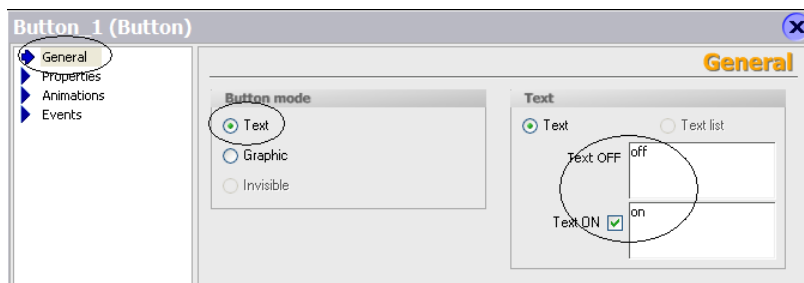 Button_1 (Button)
General
Properties
Animations
Events
General
Button mode
Text
Graphic
Invisible
Text
Text
Text list
Text OFF
off
Text ON
on